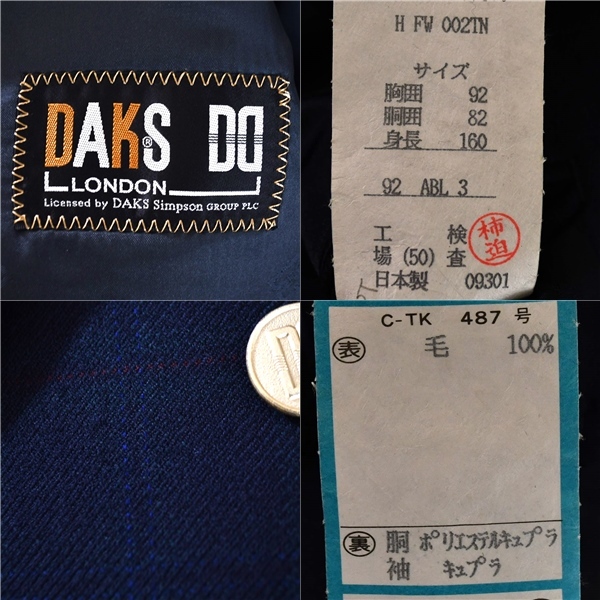 DAKS® DD
LONDON
Licensed by DAKS Simpson GROUP PLC
H FW 002TN
サイズ
胸囲 92
胴囲 82
身長 160
92 ABL 3
工場 (50) 検査
柿迫
日本製 09301
C-TK 487 号
表 毛 100%
裏 胴 ポリエステルキュプラ
袖 キュプラ